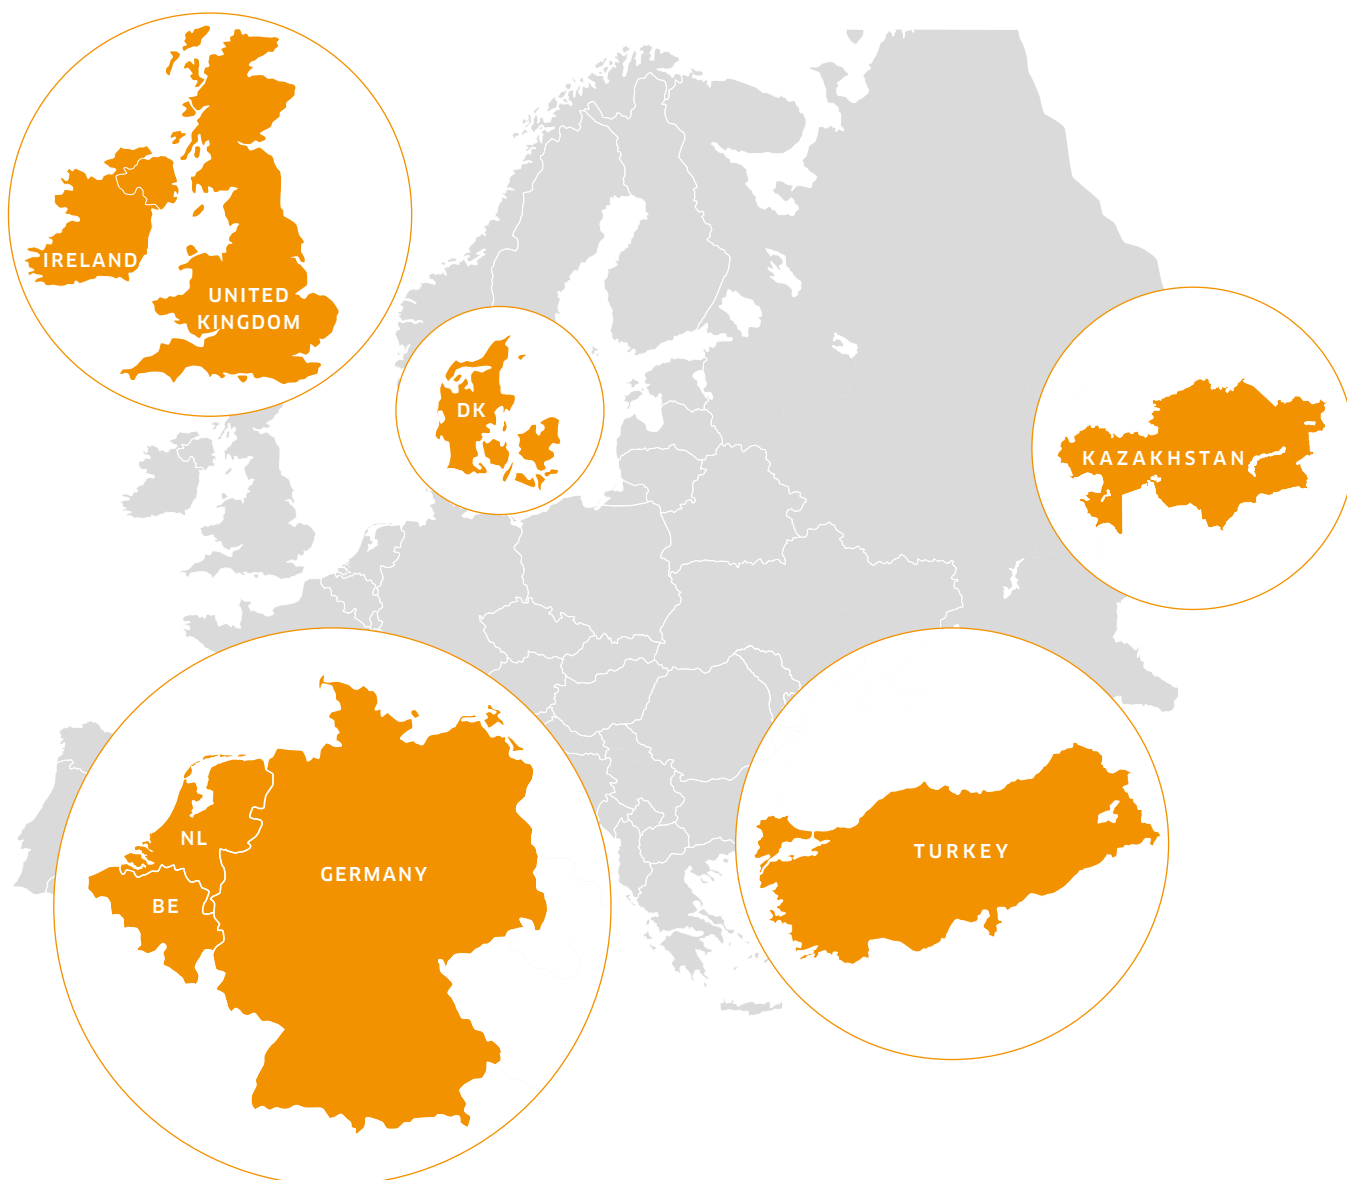 IRELAND
UNITED
KINGDOM
DK
KAZAKHSTAN
NL
GERMANY
BE
TURKEY